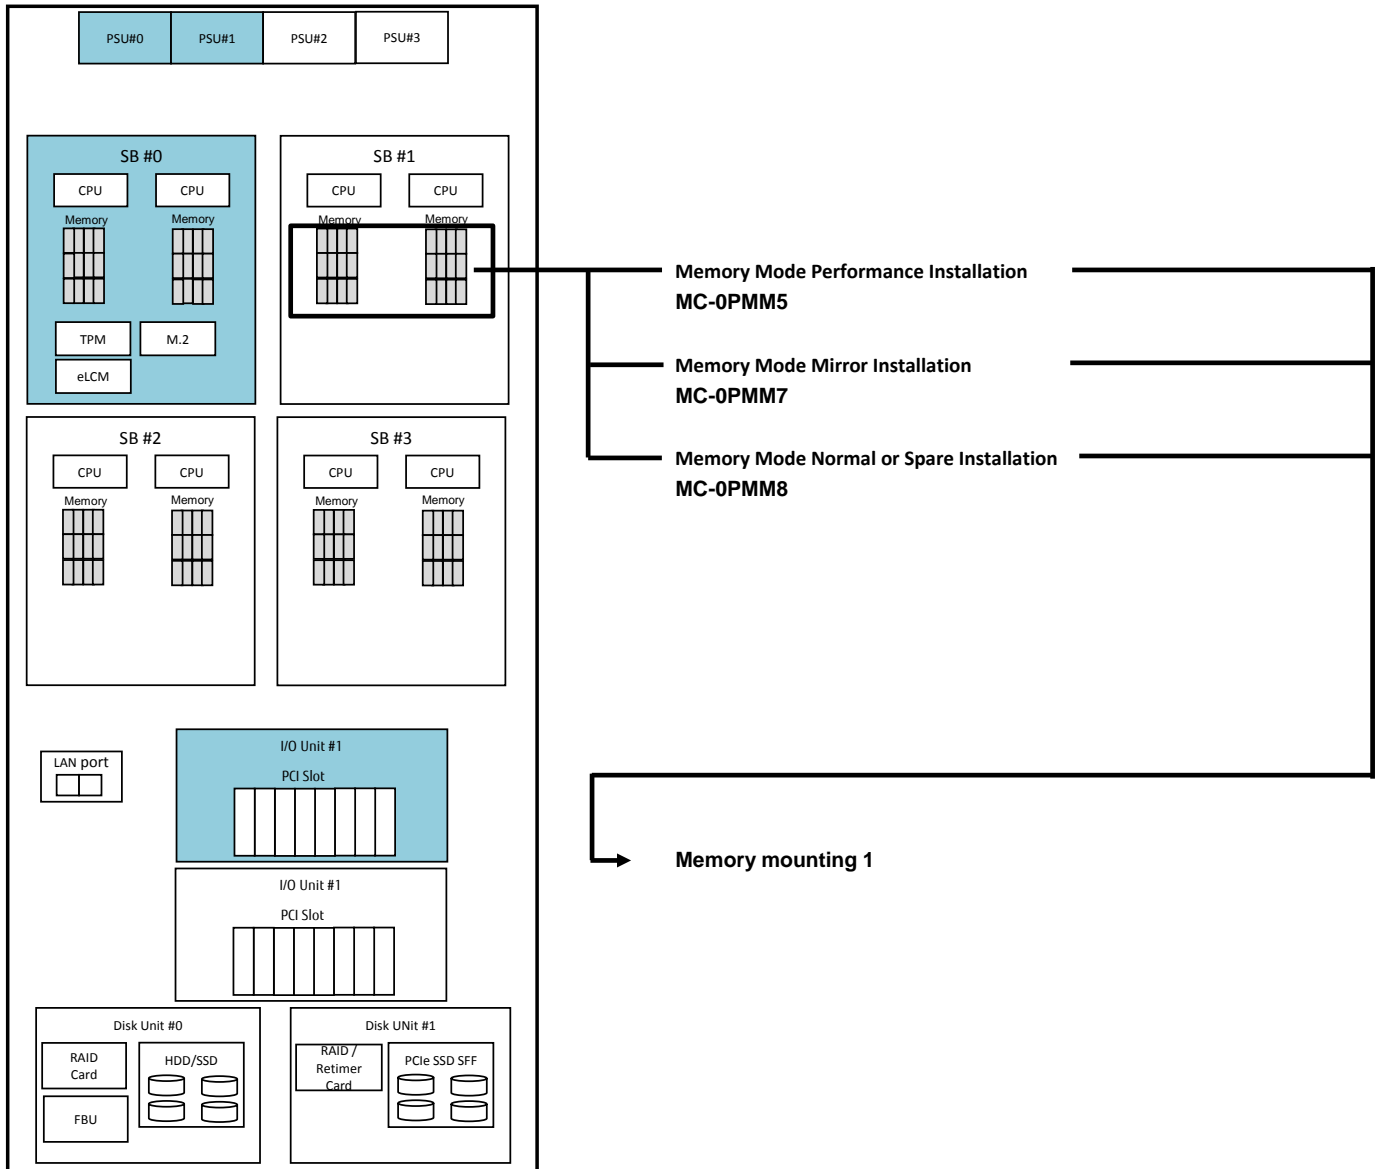 PSU#0 PSU#1 PSU#2 PSU#3
SB #0 SB #1
CPU CPU CPU CPU
Memory Memory Memory Memory
TPM M.2
eLCM
Memory Mode Performance Installation
MC-0PMM5
Memory Mode Mirror Installation
MC-0PMM7
Memory Mode Normal or Spare Installation
MC-0PMM8
SB #2 SB #3
CPU CPU CPU CPU
Memory Memory Memory Memory
I/O Unit #1
PCI Slot
LAN port
Memory mounting 1
I/O Unit #1
PCI Slot
Disk Unit #0
RAID
Card
HDD/SSD
FBU
Disk UNit #1
RAID /
Retimer
Card
PCIe SSD SFF